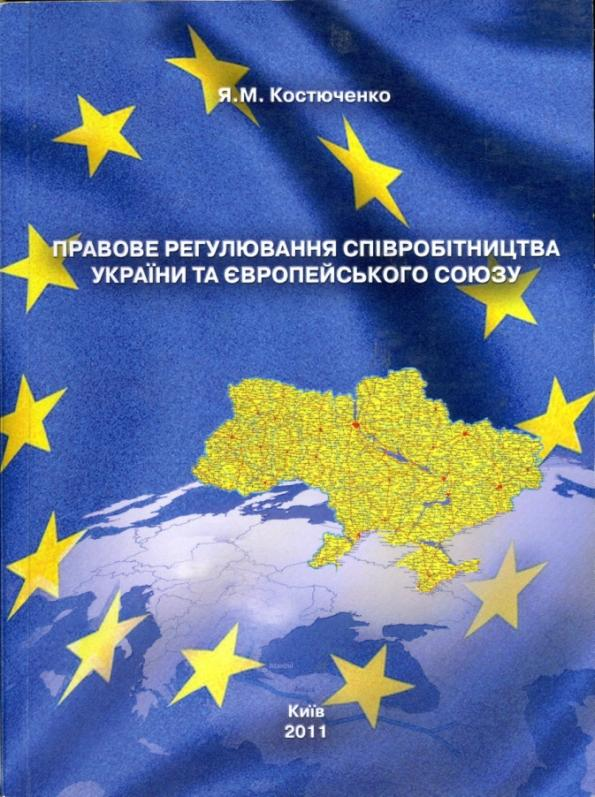 Я.М. Костюченко
ПРАВОВЕ РЕГУЛЮВАННЯ СПІВРОБІТНИЦТВА
УКРАЇНИ ТА ЄВРОПЕЙСЬКОГО СОЮЗУ
Київ
2011